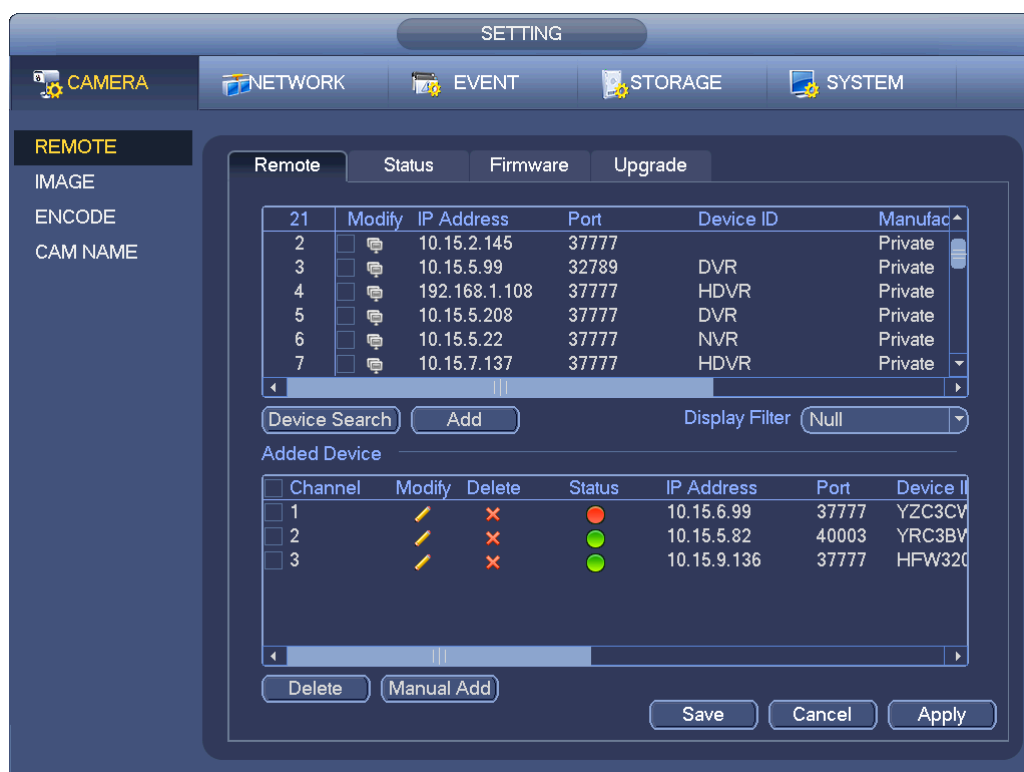 SETTING
CAMERA NETWORK EVENT STORAGE SYSTEM
REMOTE
IMAGE
ENCODE
CAM NAME
Remote Status Firmware Upgrade
21 Modify IP Address Port Device ID Manufac
2 10.15.2.145 37777 Private
3 10.15.5.99 32789 DVR Private
4 192.168.1.108 37777 HDVR Private
5 10.15.5.208 37777 DVR Private
6 10.15.5.22 37777 NVR Private
7 10.15.7.137 37777 HDVR Private
Device Search Add Display Filter Null
Added Device
Channel Modify Delete Status IP Address Port Device
1 10.15.6.99 37777
2 10.15.5.82 40003
3 10.15.9.136 37777 HFW320
Delete Manual Add
Save Cancel Apply